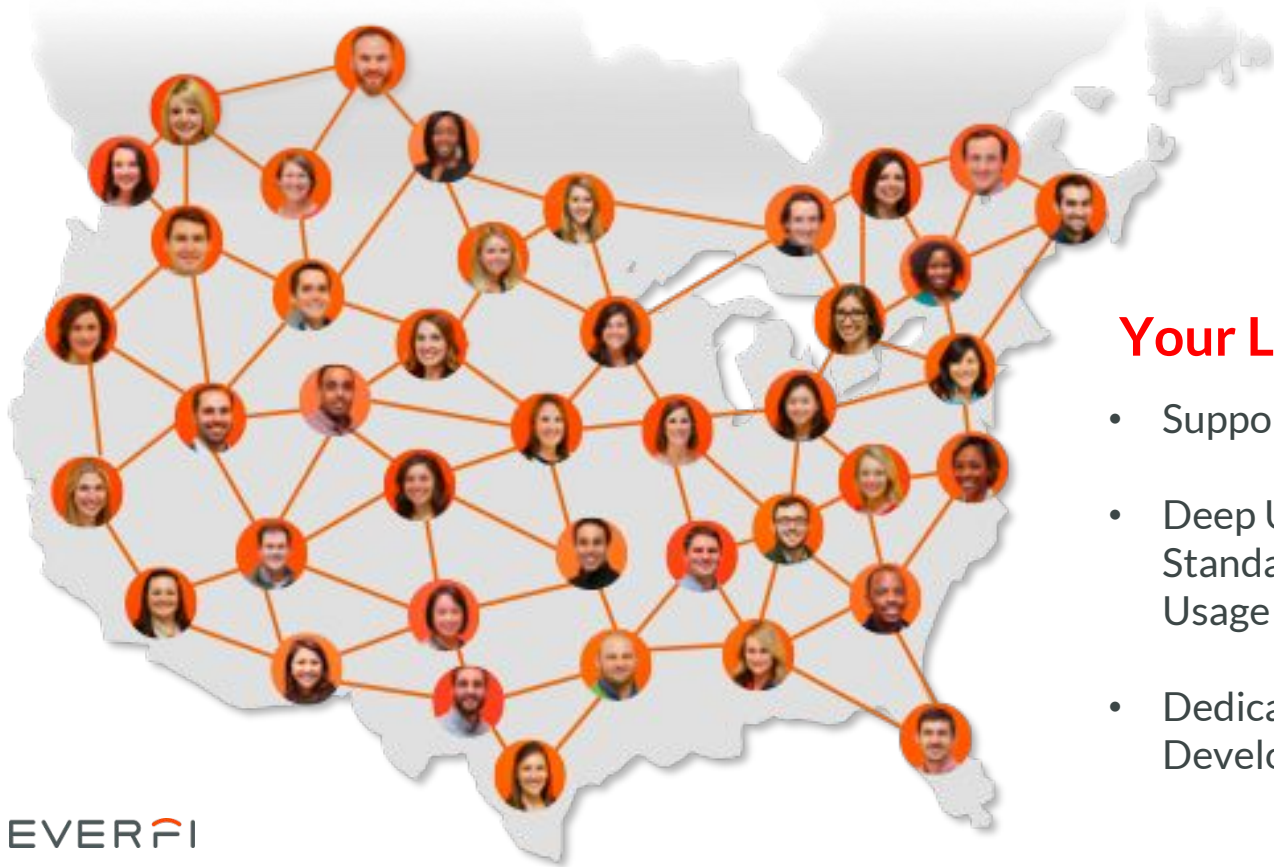 Your L
• Suppo
• Deep U
Standa
Usage
• Dedica
Develo
EVERFI